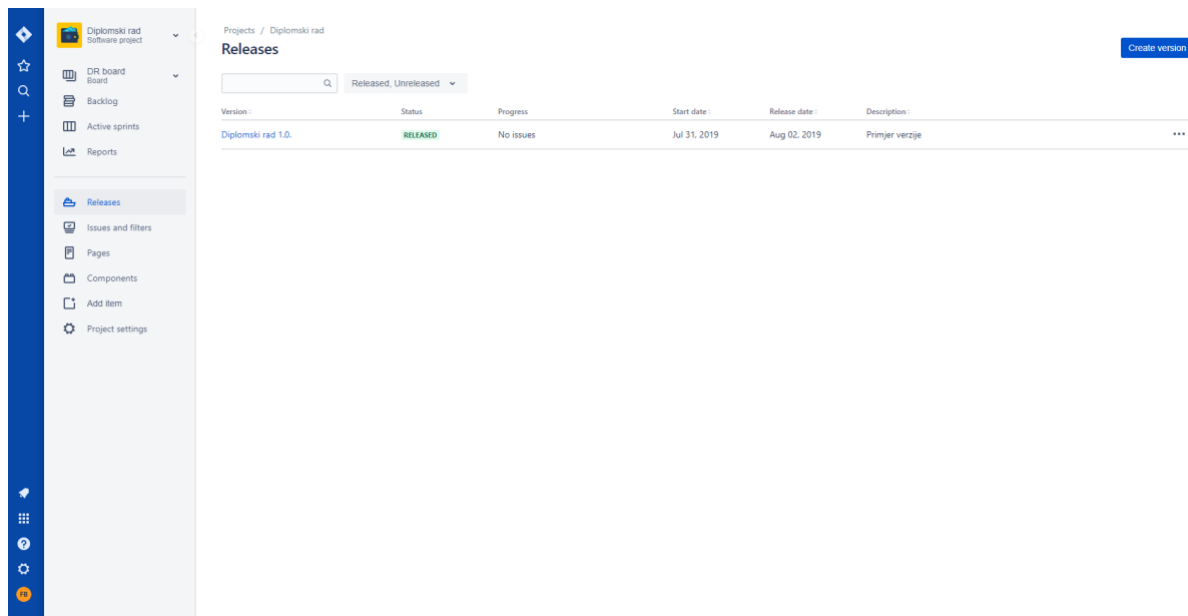 Diplomski rad
Software project
DR board
Board
Backlog
Active sprints
Reports
Releases
Issues and filters
Pages
Components
Add item
Project settings
FB
Projects / Diplomski rad
Releases
Create version
Released, Unreleased
Version Status Progress Start date Release date Description
Diplomski rad 1.0. RELEASED No issues Jul 31, 2019 Aug 02, 2019 Primjer verzije